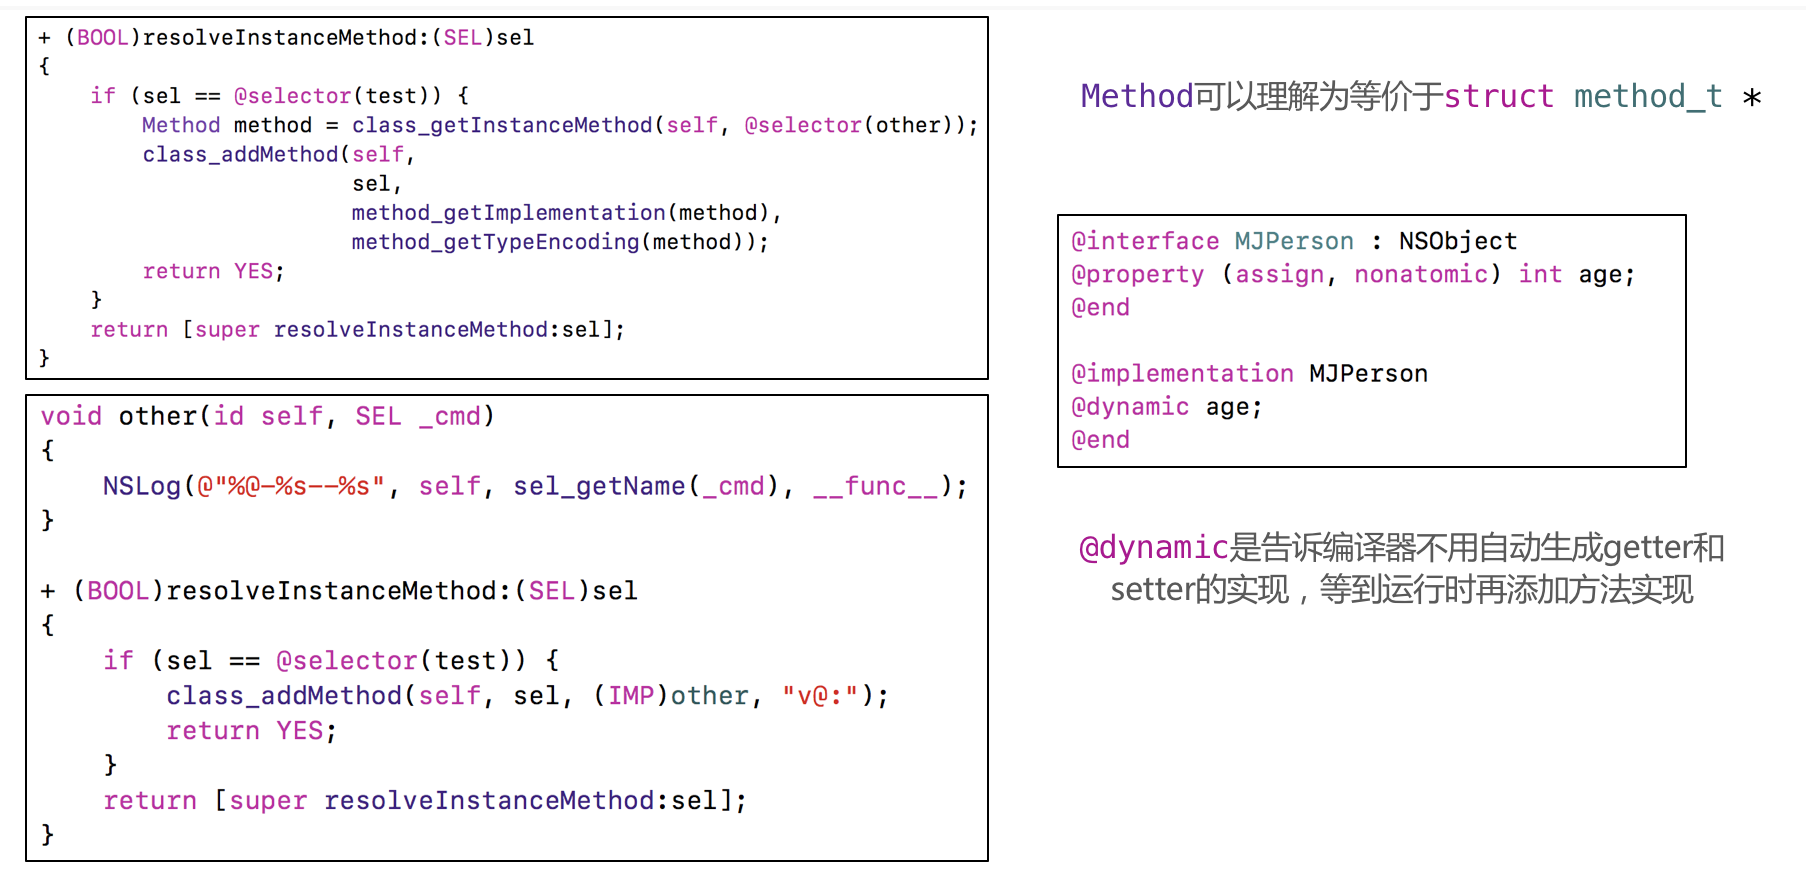 + (BOOL)resolveInstanceMethod:(SEL)sel
{
    if (sel == @selector(test)) {
        Method method = class_getInstanceMethod(self, @selector(other));
        class_addMethod(self,
                        sel,
                        method_getImplementation(method),
                        method_getTypeEncoding(method));
        return YES;
    }
    return [super resolveInstanceMethod:sel];
}
void other(id self, SEL _cmd)
{
    NSLog(@"%@-%s--%s", self, sel_getName(_cmd), __func__);
}
+ (BOOL)resolveInstanceMethod:(SEL)sel
{
    if (sel == @selector(test)) {
        class_addMethod(self, sel, (IMP)other, "v@:");
        return YES;
    }
    return [super resolveInstanceMethod:sel];
}
Method可以理解为等价于struct method_t *
@interface MJPerson : NSObject
@property (assign, nonatomic) int age;
@end
@implementation MJPerson
@dynamic age;
@end
@dynamic是告诉编译器不用自动生成getter和
setter的实现，等到运行时再添加方法实现